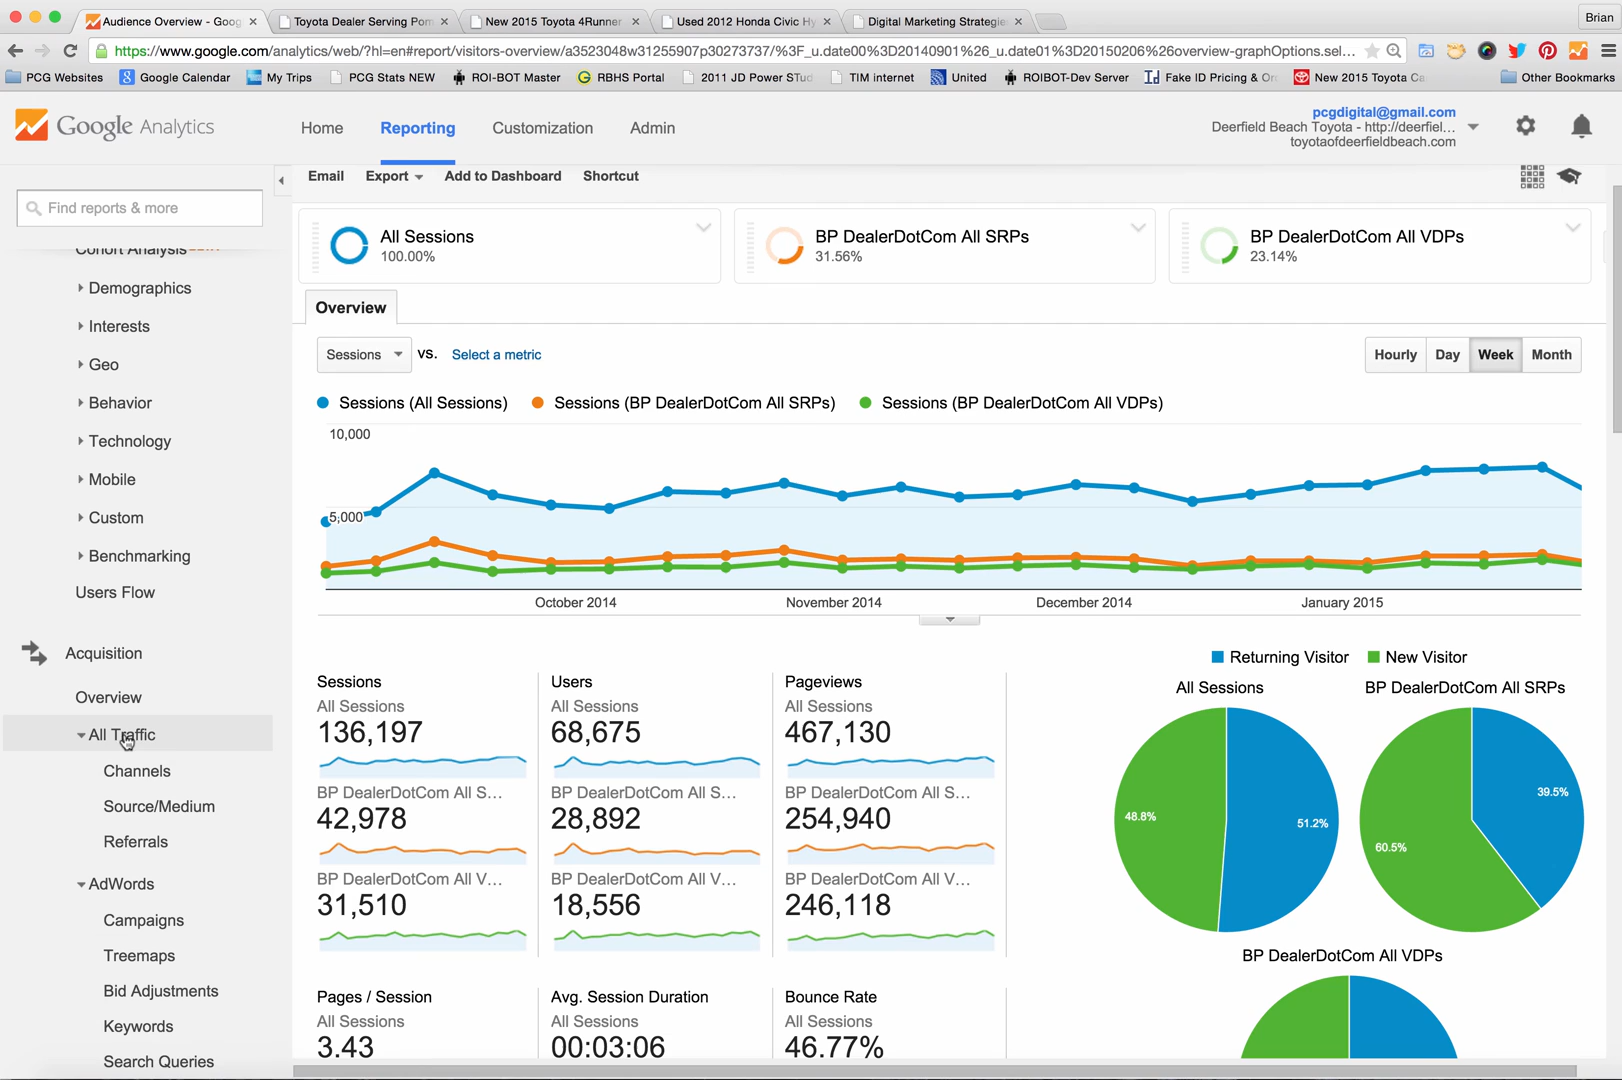 Audience Overview - Goog
Toyota Dealer Serving Pom
New 2015 Toyota 4Runner
Used 2012 Honda Civic Hy
Digital Marketing Strategie
Brian
https://www.google.com/analytics/web/?hl=en#report/visitors-overview/a3523048w31255907p30273737/%3F_u.date00%3D20140901%26_u.date01%3D20150206%26overview-graphOptions.sel...
PCG Websites
Google Calendar
My Trips
PCG Stats NEW
ROI-BOT Master
RBHS Portal
2011 JD Power STud
TIM internet
United
ROIBOT-Dev Server
Fake ID Pricing & Or
New 2015 Toyota Ca
Other Bookmarks
Google Analytics
Home
Reporting
Customization
Admin
pcgdigital@gmail.com
Deerfield Beach Toyota - http://deerfiel...
toyotaofdeerfieldbeach.com
Email
Export
Add to Dashboard
Shortcut
Find reports & more
Cohort Analysis BETA
Demographics
Interests
Geo
Behavior
Technology
Mobile
Custom
Benchmarking
Users Flow
Acquisition
Overview
All Traffic
Channels
Source/Medium
Referrals
AdWords
Campaigns
Treemaps
Bid Adjustments
Keywords
Search Queries
All Sessions
100.00%
BP DealerDotCom All SRPs
31.56%
BP DealerDotCom All VDPs
23.14%
Overview
Sessions
VS.
Select a metric
Hourly
Day
Week
Month
Sessions (All Sessions)
Sessions (BP DealerDotCom All SRPs)
Sessions (BP DealerDotCom All VDPs)
10,000
5,000
October 2014
November 2014
December 2014
January 2015
Sessions
All Sessions
136,197
BP DealerDotCom All S...
42,978
BP DealerDotCom All V...
31,510
Users
All Sessions
68,675
BP DealerDotCom All S...
28,892
BP DealerDotCom All V...
18,556
Pageviews
All Sessions
467,130
BP DealerDotCom All S...
254,940
BP DealerDotCom All V...
246,118
Pages / Session
All Sessions
3.43
Avg. Session Duration
All Sessions
00:03:06
Bounce Rate
All Sessions
46.77%
Returning Visitor
New Visitor
All Sessions
48.8%
51.2%
BP DealerDotCom All SRPs
39.5%
60.5%
BP DealerDotCom All VDPs